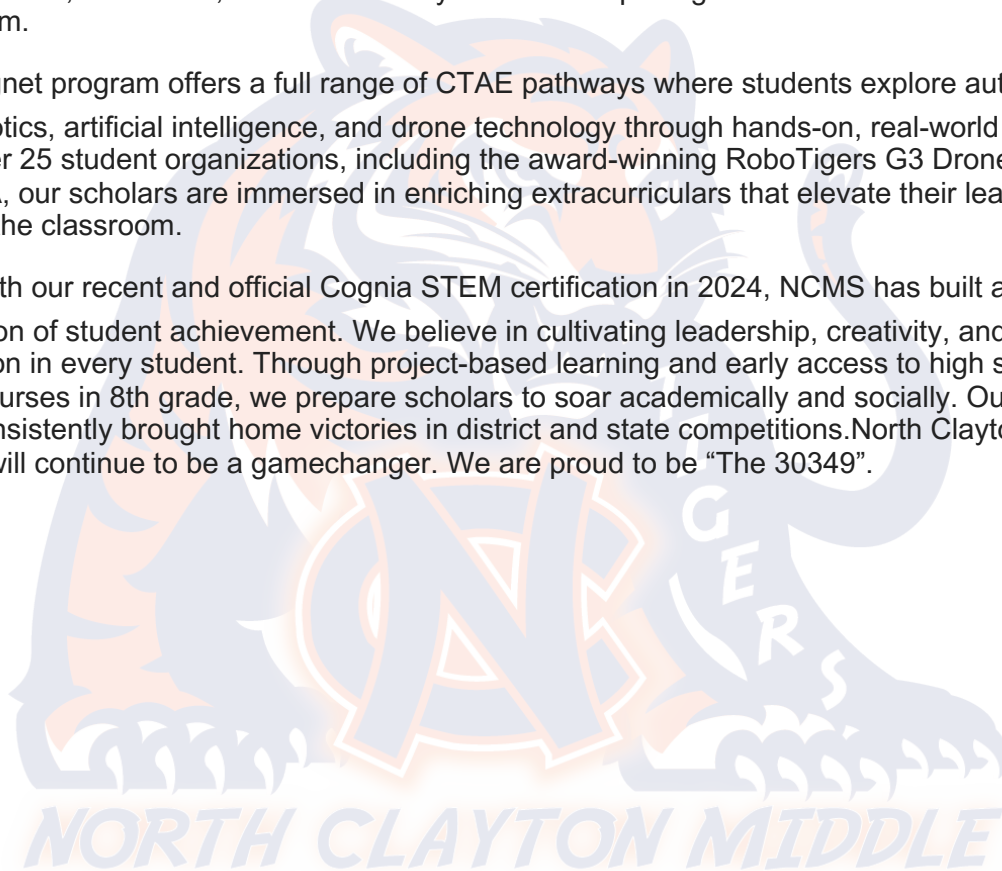 m.
net program offers a full range of CTAE pathways where students explore aut
tics, artificial intelligence, and drone technology through hands-on, real-world
r 25 student organizations, including the award-winning RoboTigers G3 Drone
, our scholars are immersed in enriching extracurriculars that elevate their lea
he classroom.
th our recent and official Cognia STEM certification in 2024, NCMS has built a
on of student achievement. We believe in cultivating leadership, creativity, and
on in every student. Through project-based learning and early access to high s
urses in 8th grade, we prepare scholars to soar academically and socially. Ou
nsistently brought home victories in district and state competitions.North Clayto
will continue to be a gamechanger. We are proud to be “The 30349”.
TIGERS
NC
NORTH CLAYTON MIDDLE